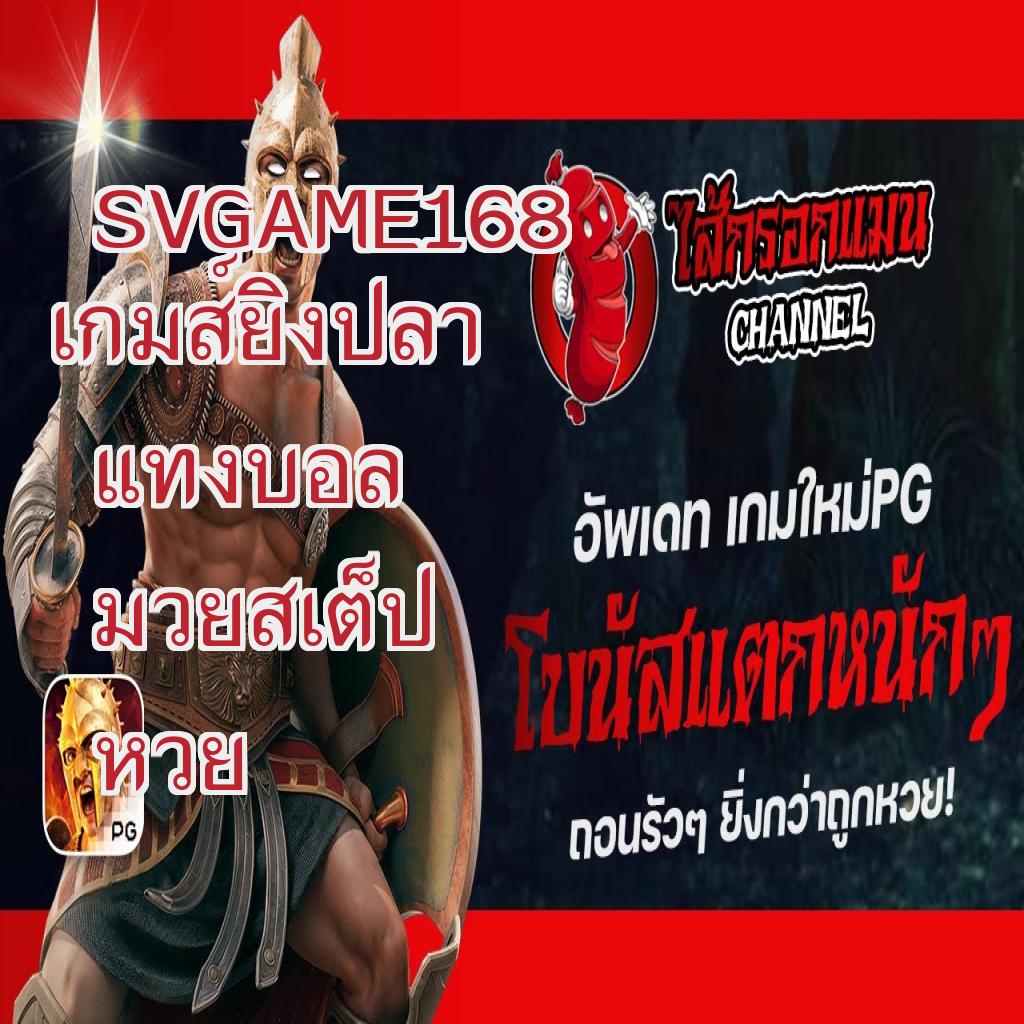 SVGAME168
เกมส์ยิงปลา
แทงบอล
มวยสเต็ป
หวย
PG
ไส้กรอกแมน
CHANNEL
อัพเดท เกมใหม่PG
โบนัสแตกหนักๆ
ถอนรัวๆ ยิ่งกว่าถูกหวย!